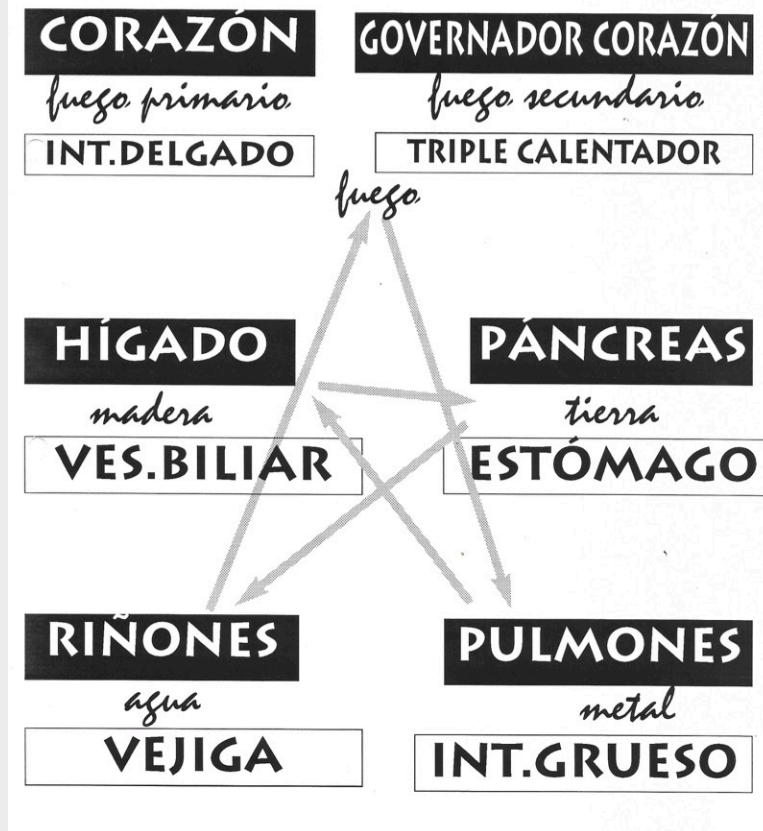 CORAZÓN
fuego primario
INT.DELGADO
GOVERNADOR CORAZÓN
fuego secundario
TRIPLE CALENTADOR
fuego
HÍGADO
madera
VES.BILIAR
PÁNCREAS
tierra
ESTÓMAGO
RIÑONES
agua
VEJIGA
PULMONES
metal
INT.GRUESO